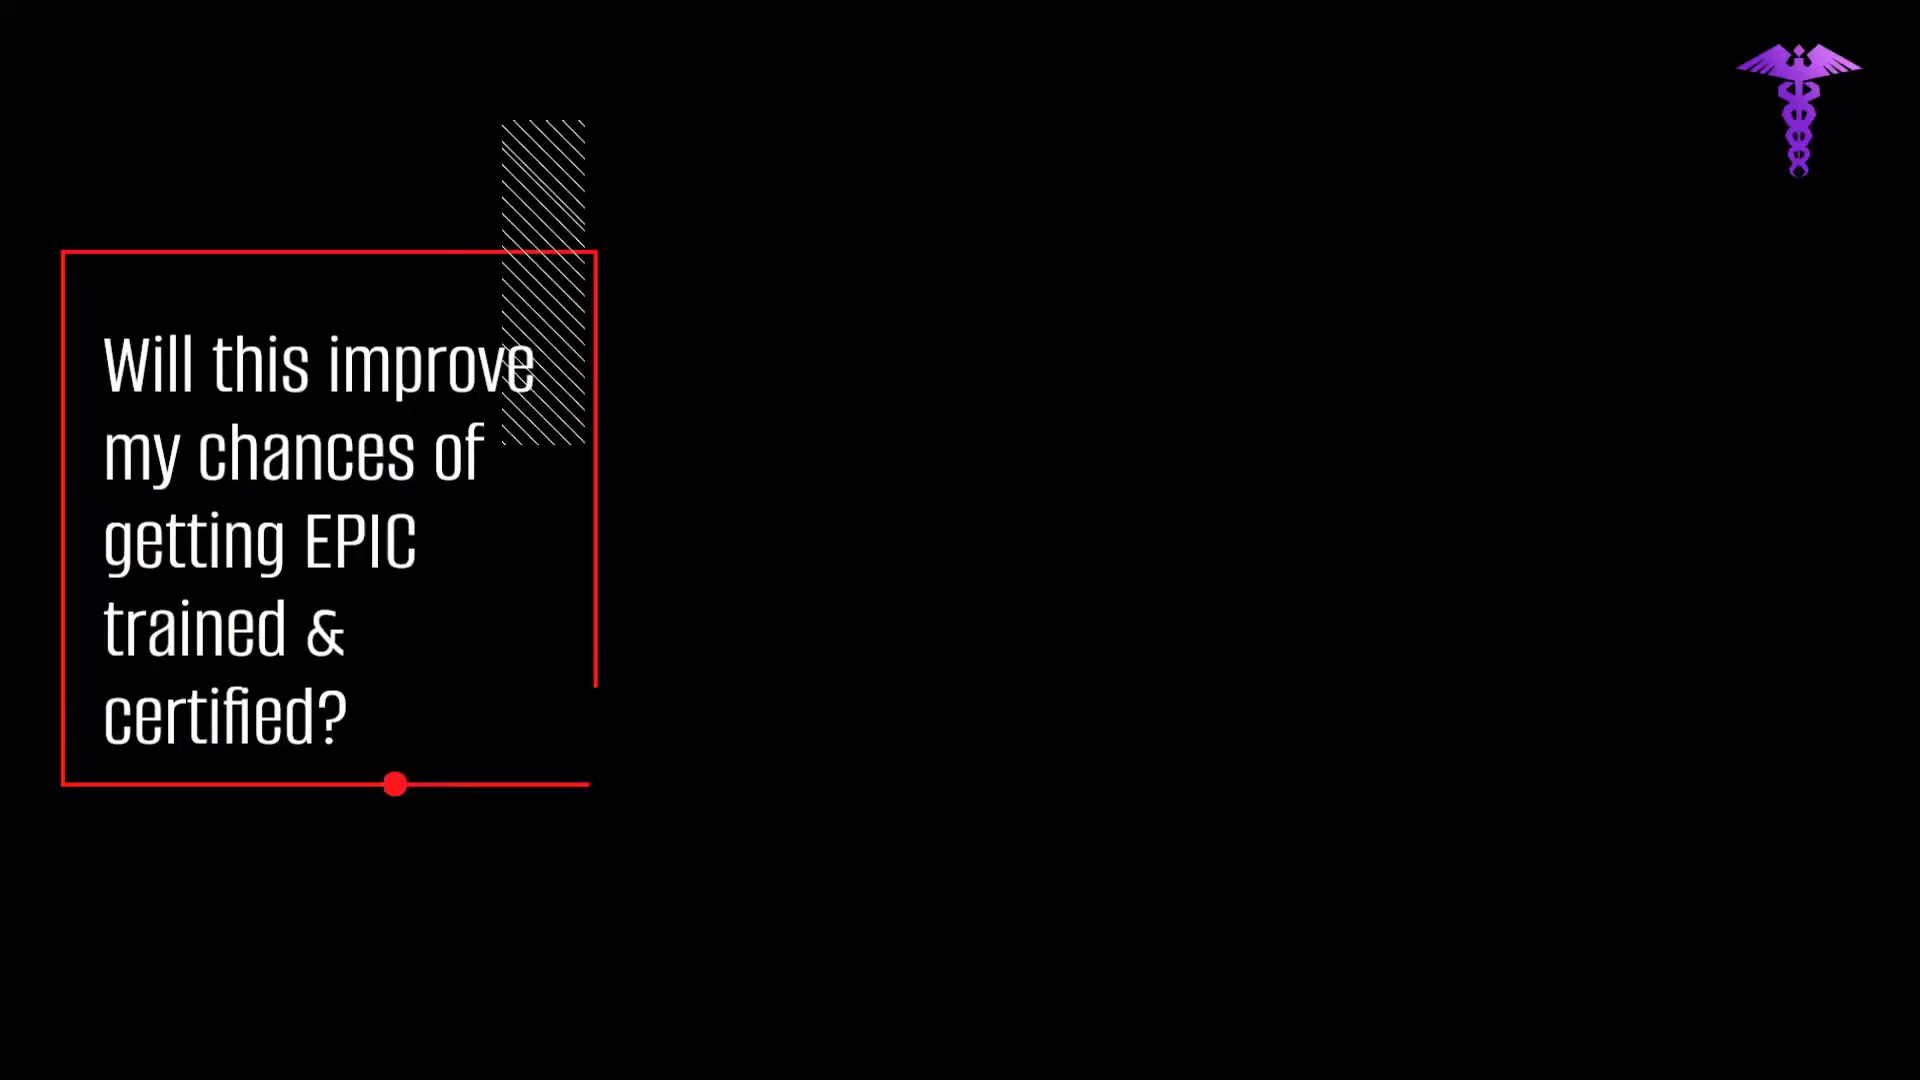 Will this improve
my chances of
getting EPIC
trained &
certified?